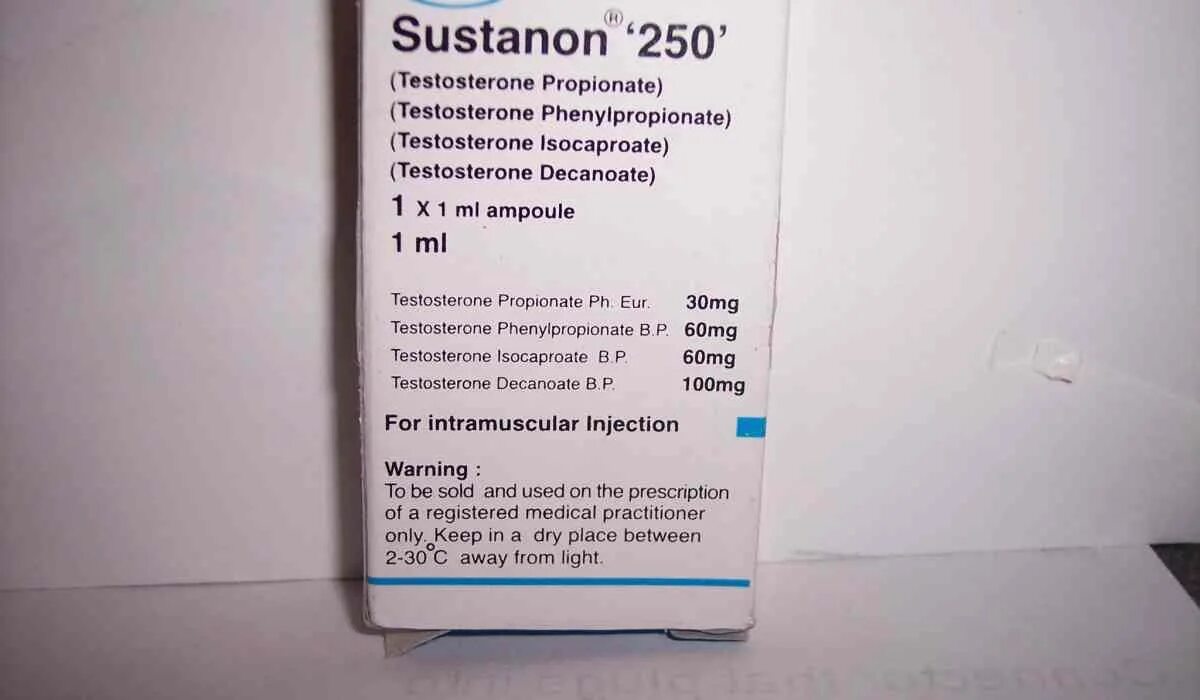 Sustanon® ‘250’
(Testosterone Propionate)
(Testosterone Phenylpropionate)
(Testosterone Isocaproate)
(Testosterone Decanoate)
1 X 1 ml ampoule
1 ml
Testosterone Propionate Ph. Eur. 30mg
Testosterone Phenylpropionate B.P. 60mg
Testosterone Isocaproate B.P. 60mg
Testosterone Decanoate B.P. 100mg
For intramuscular Injection
Warning :
To be sold and used on the prescription
of a registered medical practitioner
only. Keep in a dry place between
2-30°C away from light.